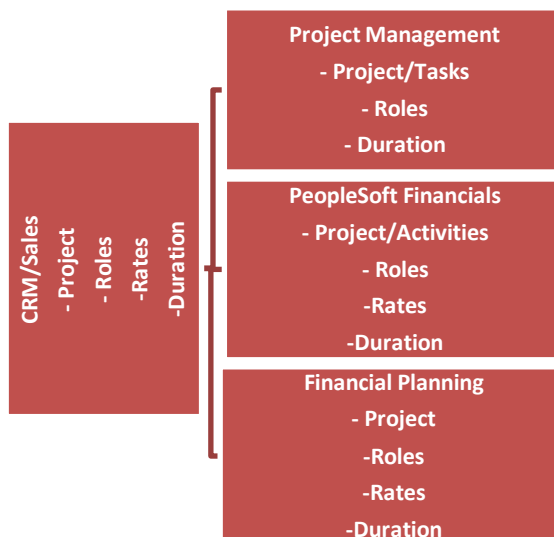 CRM/Sales
- Project
- Roles
-Rates
-Duration
Project Management
- Project/Tasks
- Roles
- Duration
PeopleSoft Financials
- Project/Activities
- Roles
-Rates
-Duration
Financial Planning
- Project
-Roles
-Rates
-Duration